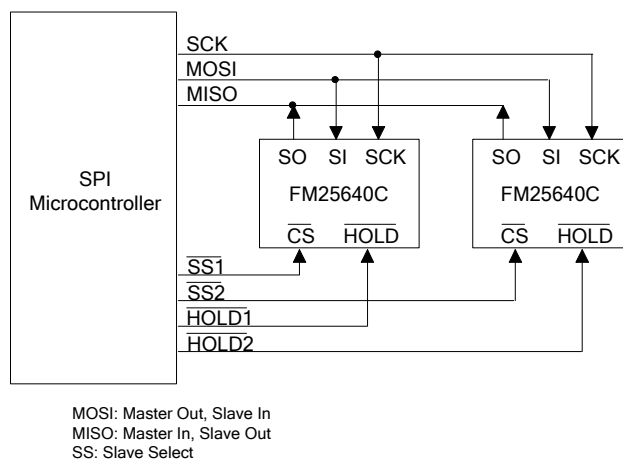 SCK
MOSI
MISO
SPI
Microcontroller
SO SI SCK
FM25640C
CS HOLD
SO SI SCK
FM25640C
CS HOLD
SS1
SS2
HOLD1
HOLD2
MOSI: Master Out, Slave In
MISO: Master In, Slave Out
SS: Slave Select